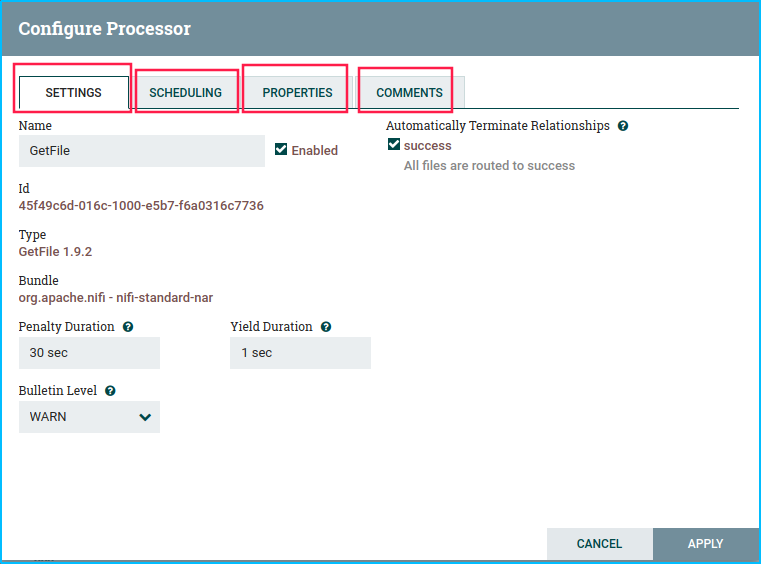 Configure Processor
SETTINGS SCHEDULING PROPERTIES COMMENTS
Name
GetFile
Enabled
Automatically Terminate Relationships
success
All files are routed to success
Id
45f49c6d-016c-1000-e5b7-f6a0316c7736
Type
GetFile 1.9.2
Bundle
org.apache.nifi - nifi-standard-nar
Penalty Duration
30 sec
Yield Duration
1 sec
Bulletin Level
WARN
CANCEL APPLY